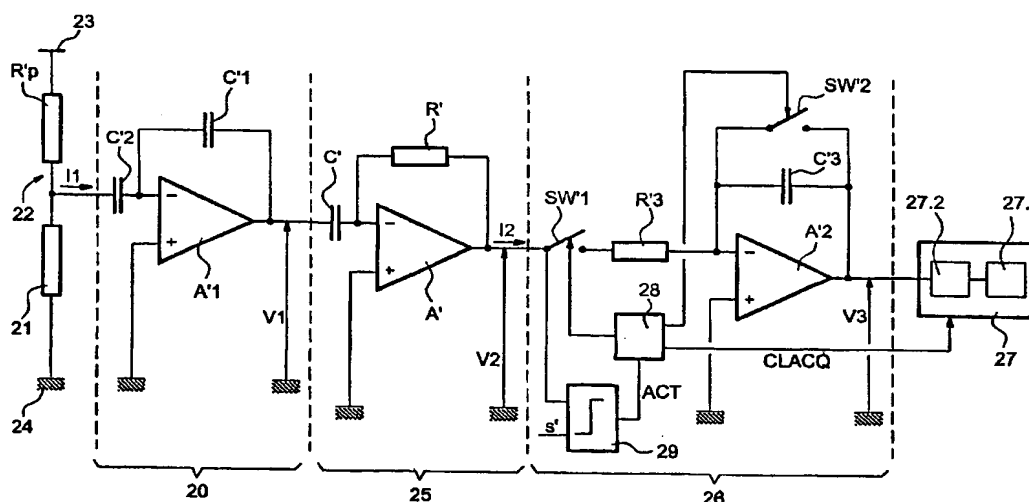 23
R'p
C'1
R'
SW'2
C'2
C'
C'3
I1
22
SW'1
R'3
27.2
27.
I2
−
+
A'1
−
+
A'
−
+
A'2
21
V1
28
V3
V2
CLACQ
27
ACT
24
s'
29
20
25
26